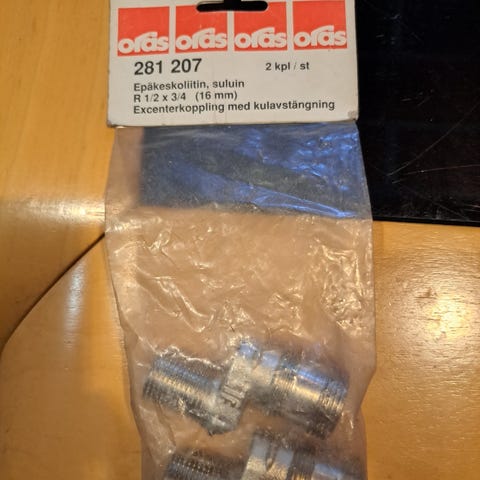 oras oras oras oras
281 207 2 kpl / st
Epäkeskoliitin, suluin
R 1/2 x 3/4 (16 mm)
Excenterkoppling med kulavstängning